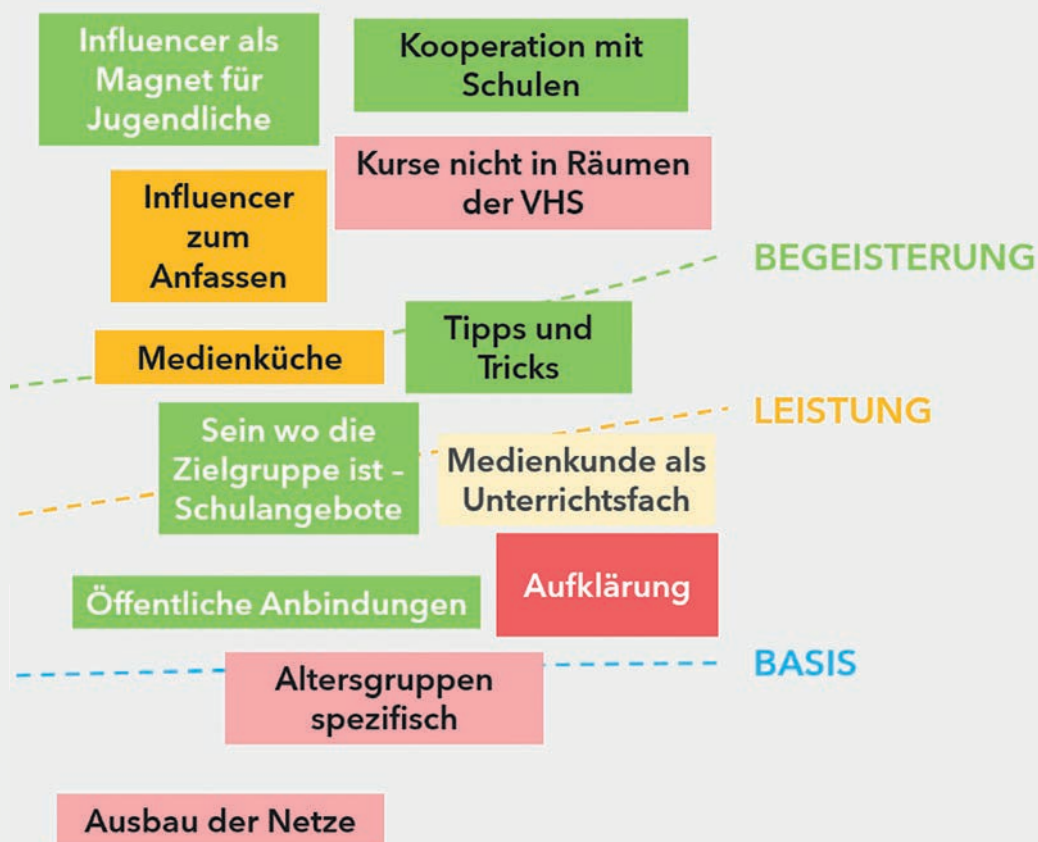 Influencer als
Magnet für
Jugendliche
Kooperation mit
Schulen
Kurse nicht in Räumen
der VHS
Influencer
zum
Anfassen
BEGEISTERUNG
Tipps und
Tricks
Medienküche
LEISTUNG
Sein wo die
Zielgruppe ist –
Schulangebote
Medienkunde als
Unterrichtsfach
Aufklärung
Öffentliche Anbindungen
BASIS
Altersgruppen
spezifisch
Ausbau der Netze